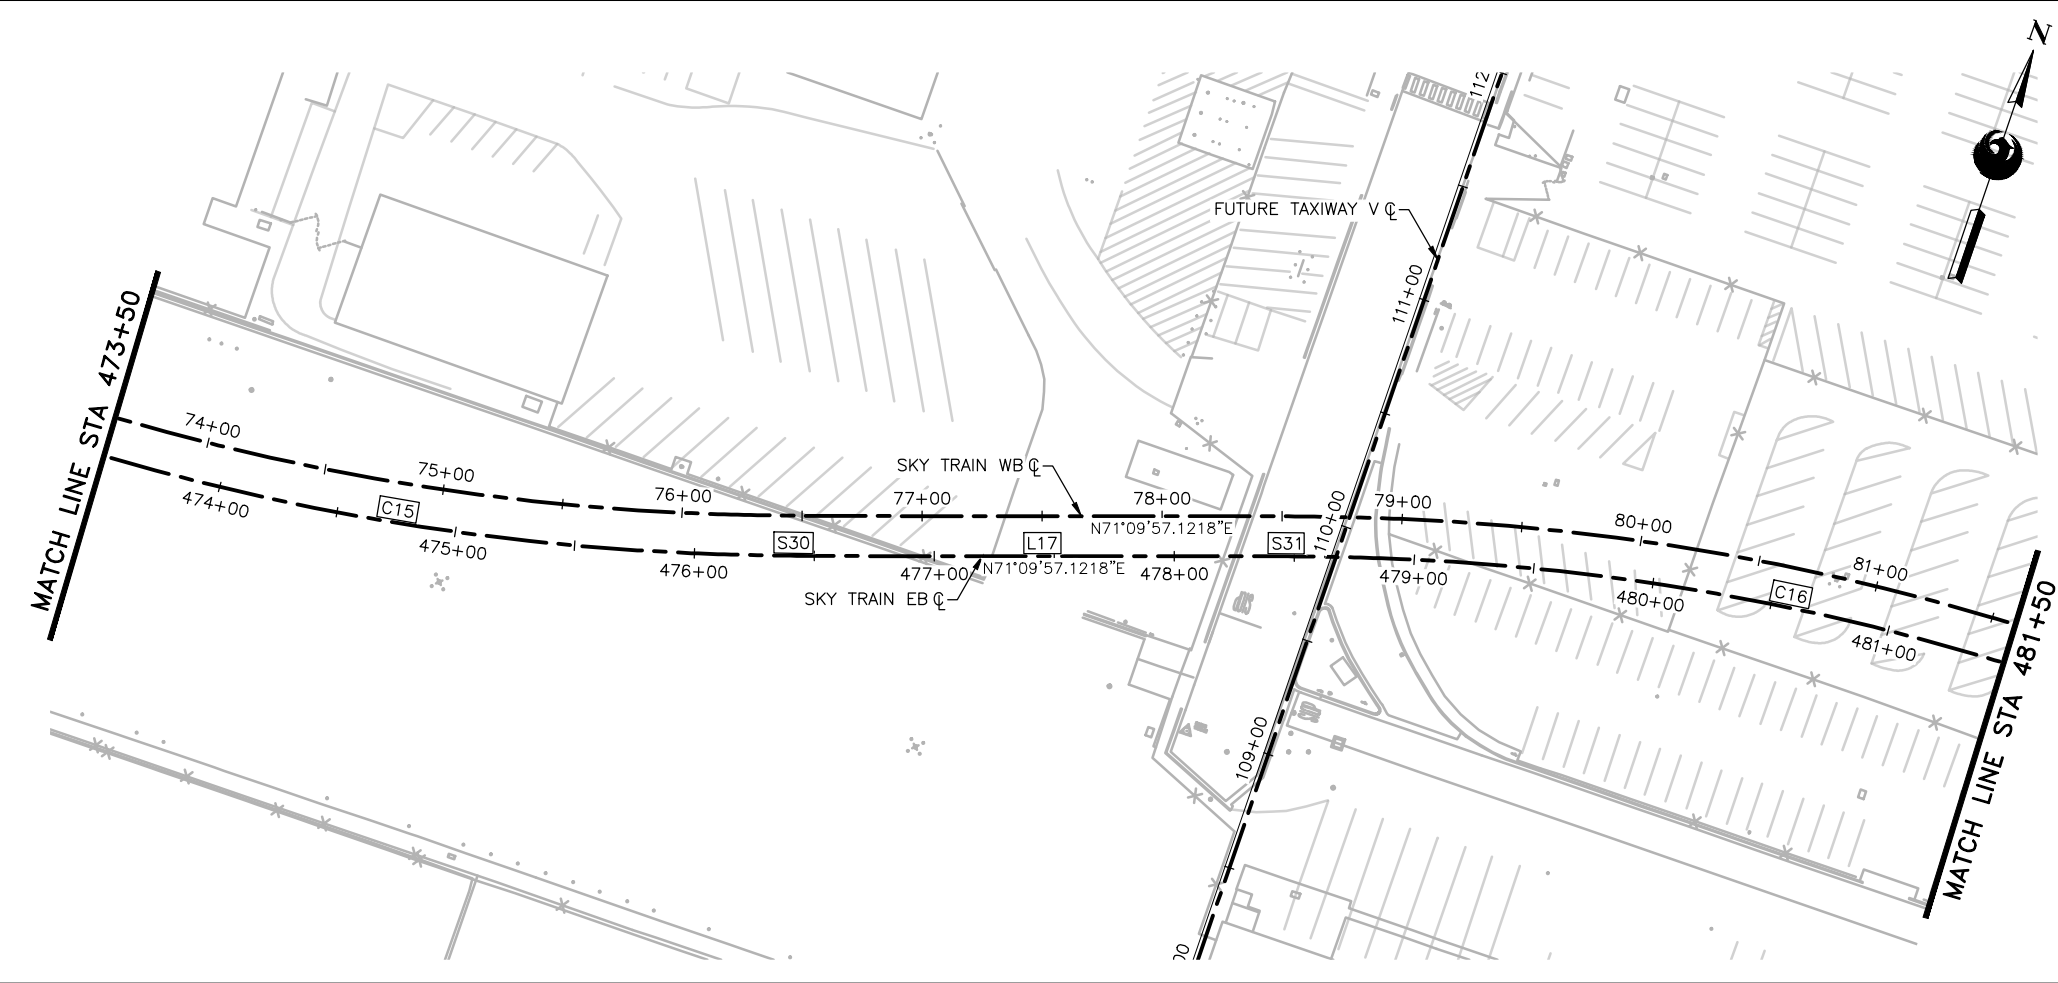 N
112
FUTURE TAXIWAY V ℄
111+00
MATCH LINE STA 473+50
74+00
75+00
SKY TRAIN WB ℄
76+00
77+00
78+00
79+00
80+00
81+00
474+00
C15
475+00
S30
L17
N71°09'57.1218"E
S31
110+00
476+00
477+00
N71°09'57.1218"E
478+00
479+00
480+00
C16
481+00
SKY TRAIN EB ℄
MATCH LINE STA 481+50
109+00
00